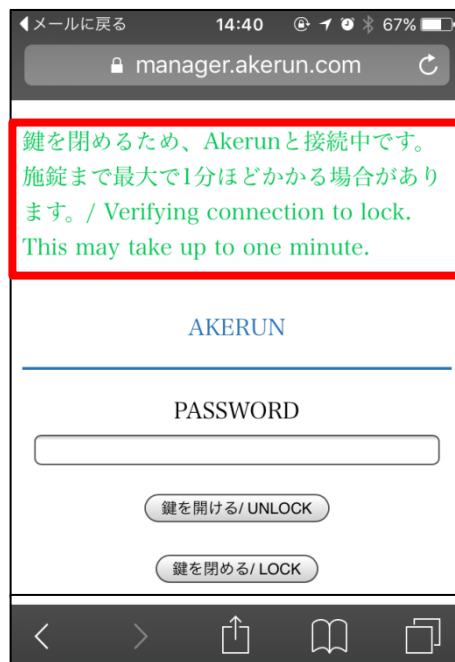 メールに戻る 14:40 67%
manager.akerun.com
鍵を閉めるため、Akerunと接続中です。
施錠まで最大で1分ほどかかる場合があり
ます。/ Verifying connection to lock.
This may take up to one minute.
AKERUN
PASSWORD
鍵を開ける/ UNLOCK
鍵を閉める/ LOCK